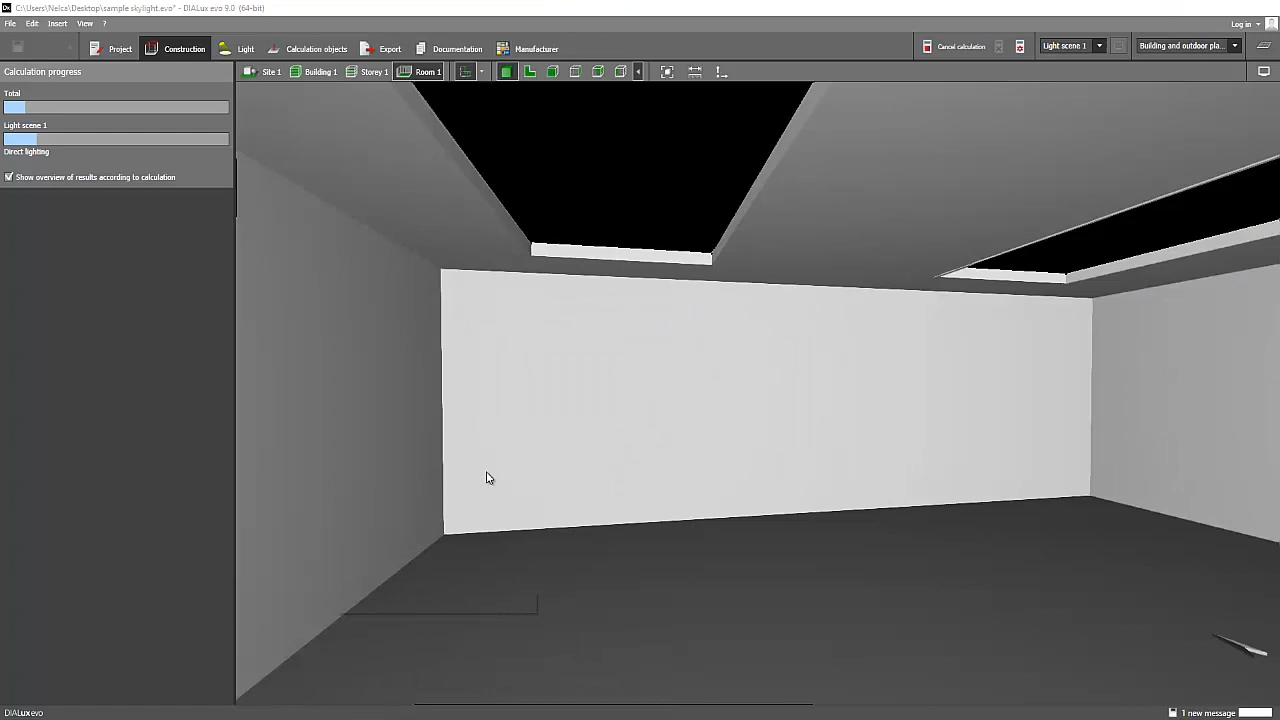 C:\Users\Nelca\Desktop\sample skylight.evo* - DIALux evo 9.0 (64-bit)
File Edit Insert View ?
Log in
Project Construction Light Calculation objects Export Documentation Manufacturer
Cancel calculation Light scene 1 Building and outdoor pla...
Calculation progress
Site 1 Building 1 Storey 1 Room 1
Total
Light scene 1
Direct lighting
Show overview of results according to calculation
DIALux evo
1 new message